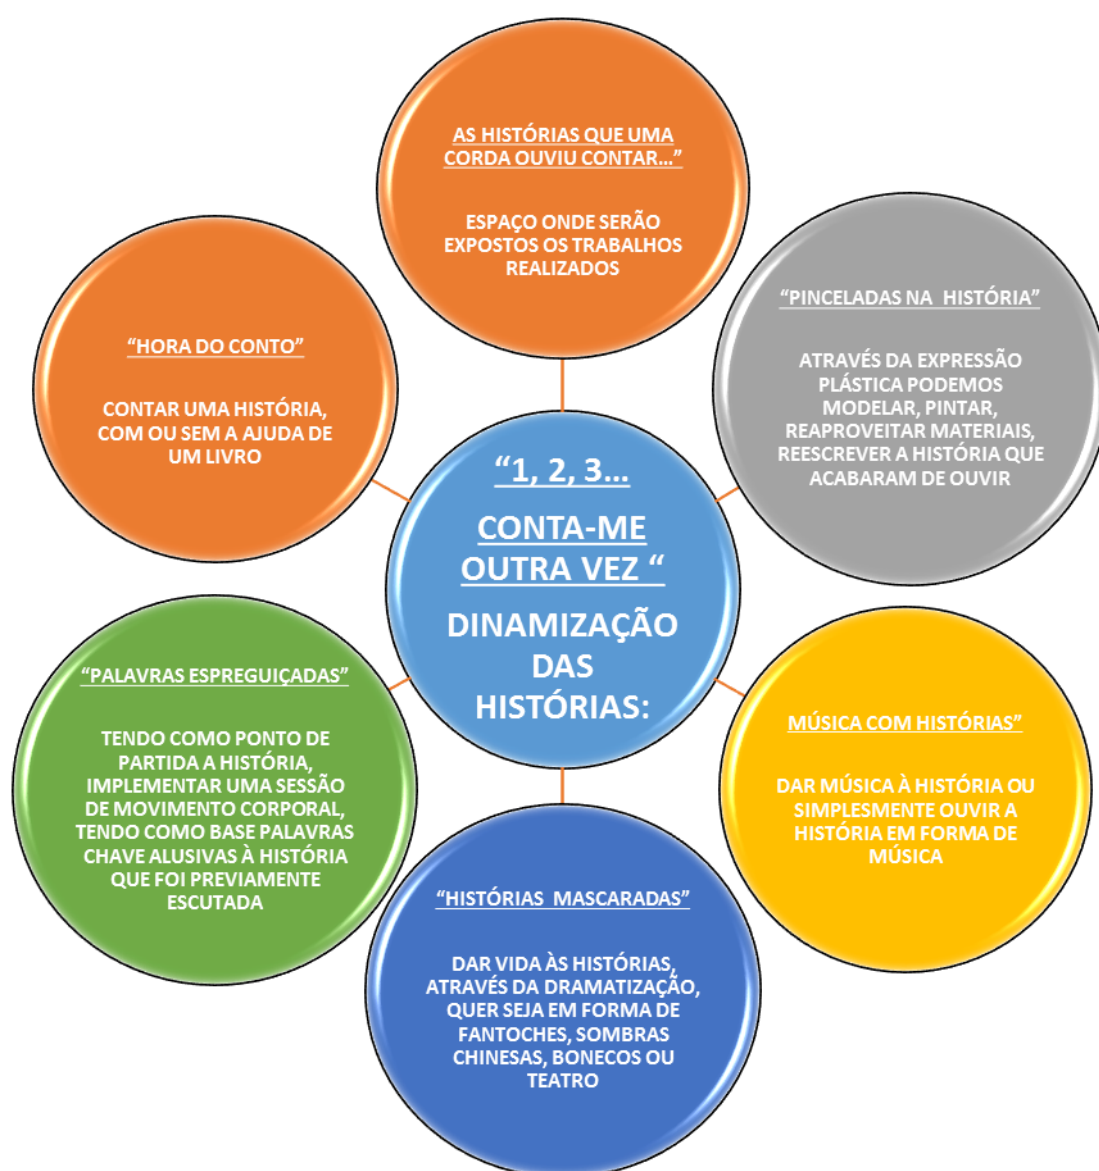 AS HISTÓRIAS QUE UMA
CORDA OUVIU CONTAR…”
ESPAÇO ONDE SERÃO
EXPOSTOS OS TRABALHOS
REALIZADOS
“PINCELADAS NA HISTÓRIA”
ATRAVÉS DA EXPRESSÃO
PLÁSTICA PODEMOS
MODELAR, PINTAR,
REAPROVEITAR MATERIAIS,
REESCREVER A HISTÓRIA QUE
ACABARAM DE OUVIR
“HORA DO CONTO”
CONTAR UMA HISTÓRIA,
COM OU SEM A AJUDA DE
UM LIVRO
“1, 2, 3…
CONTA-ME
OUTRA VEZ “
DINAMIZAÇÃO
DAS
HISTÓRIAS:
“PALAVRAS ESPREGUIÇADAS”
TENDO COMO PONTO DE
PARTIDA A HISTÓRIA,
IMPLEMENTAR UMA SESSÃO
DE MOVIMENTO CORPORAL,
TENDO COMO BASE PALAVRAS
CHAVE ALUSIVAS À HISTÓRIA
QUE FOI PREVIAMENTE
ESCUTADA
MÚSICA COM HISTÓRIAS”
DAR MÚSICA À HISTÓRIA OU
SIMPLESMENTE OUVIR A
HISTÓRIA EM FORMA DE
MÚSICA
“HISTÓRIAS MASCARADAS”
DAR VIDA ÀS HISTÓRIAS,
ATRAVÉS DA DRAMATIZAÇÃO,
QUER SEJA EM FORMA DE
FANTOCHES, SOMBRAS
CHINESAS, BONECOS OU
TEATRO